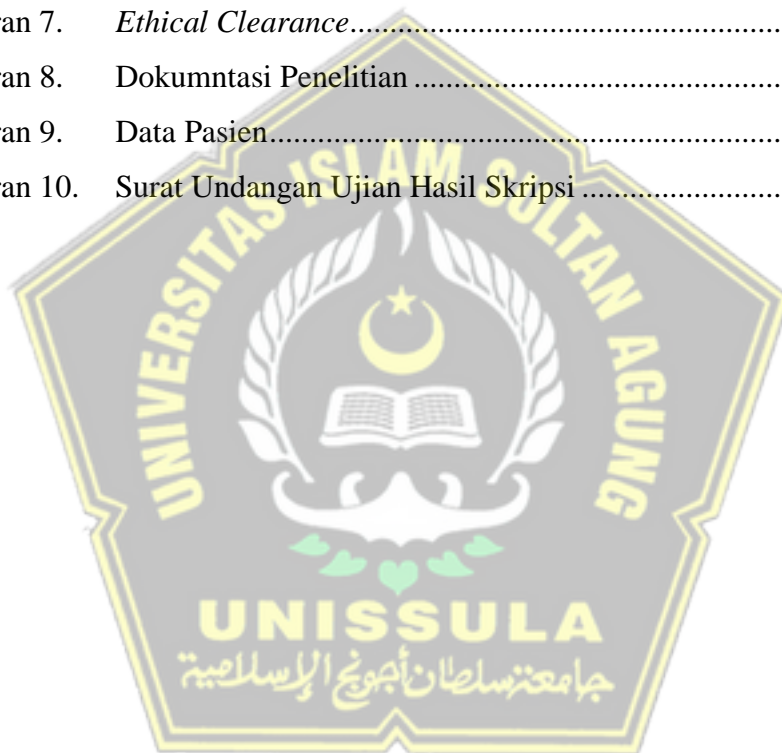 ran 7. Ethical Clearance
ran 8. Dokumntasi Penelitian
ran 9. Data Pasien
ran 10. Surat Undangan Ujian Hasil Skripsi
UNIVERSITAS ISLAM SULTAN AGUNG
UNISSULA
جامعة سلطان أجونج الإسلامية